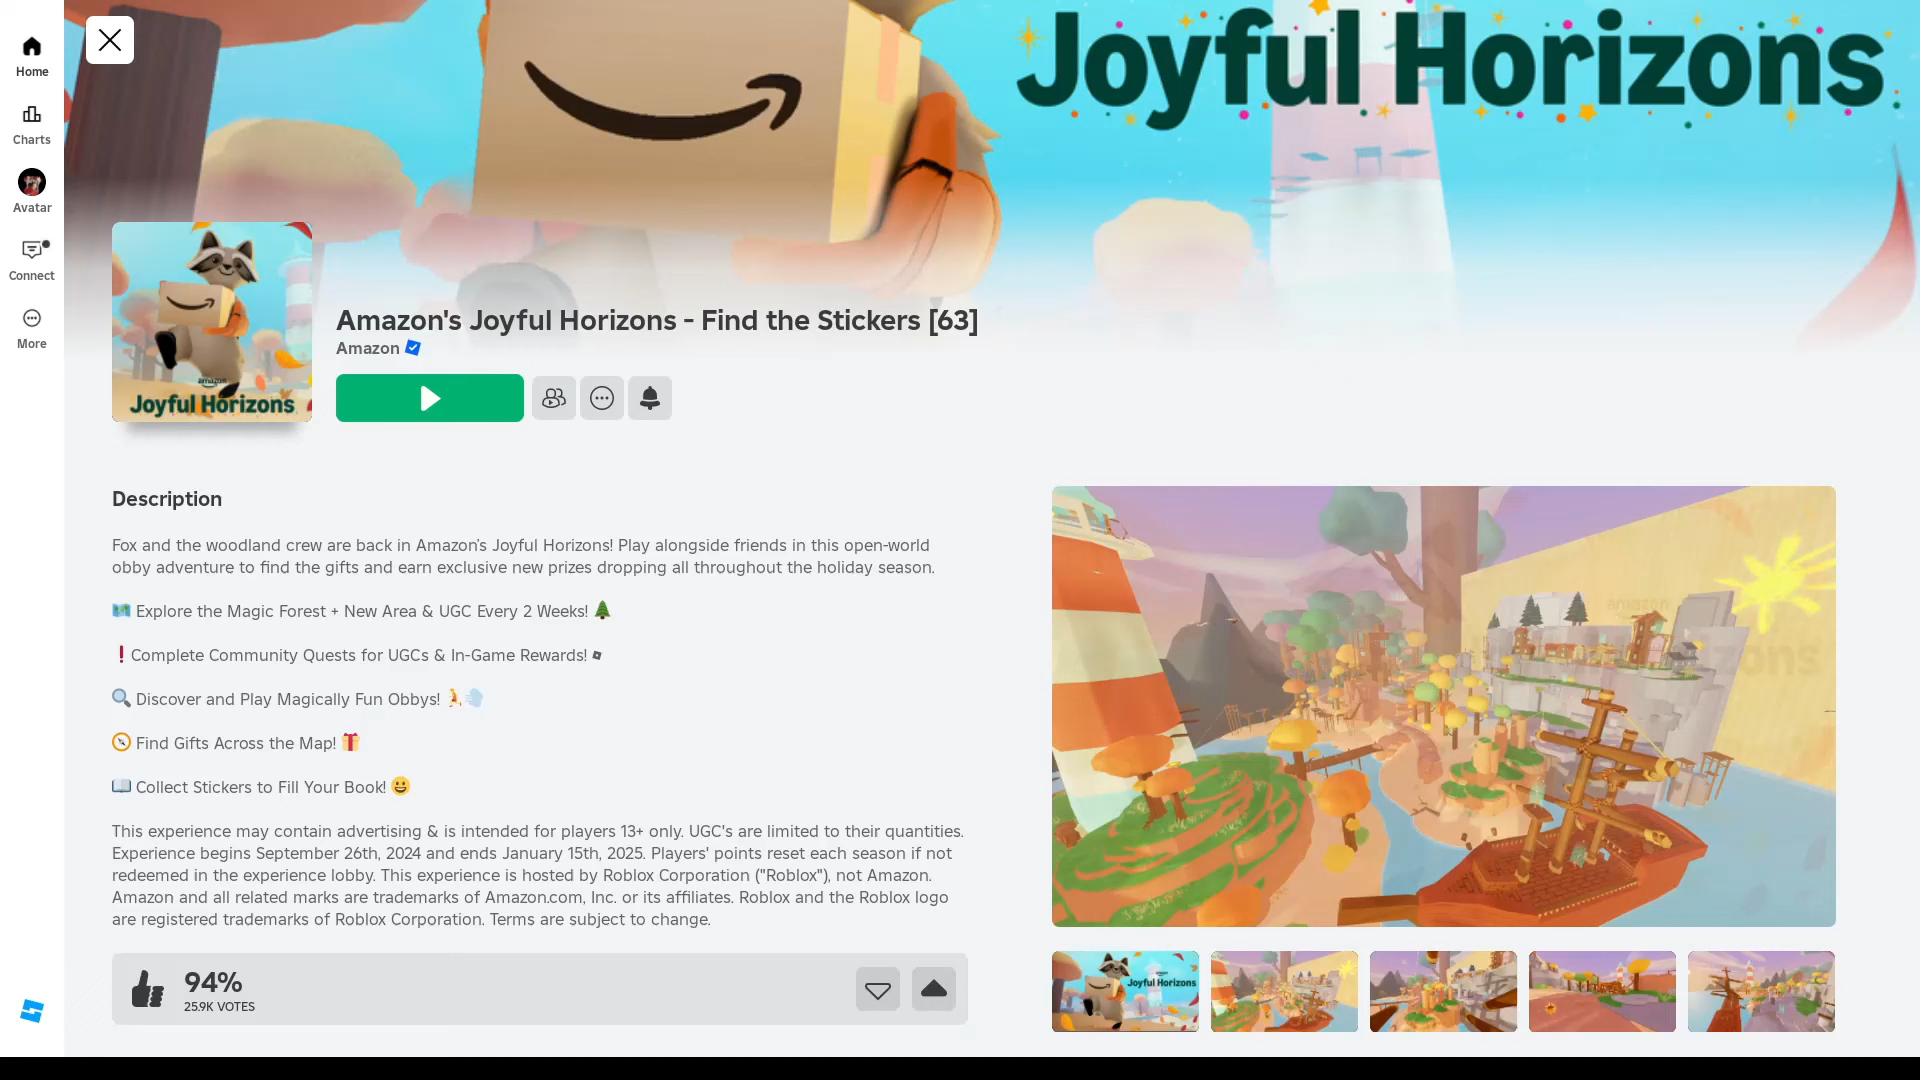 Joyful Horizons
Home
Charts
Avatar
Connect
More
amazon
Joyful Horizons
Amazon's Joyful Horizons - Find the Stickers [63]
Amazon
Description
Fox and the woodland crew are back in Amazon's Joyful Horizons! Play alongside friends in this open-world
obby adventure to find the gifts and earn exclusive new prizes dropping all throughout the holiday season.
🗺️ Explore the Magic Forest + New Area & UGC Every 2 Weeks! 🌲
❗Complete Community Quests for UGCs & In-Game Rewards!
🔍 Discover and Play Magically Fun Obbys! 🏃💨
🧭 Find Gifts Across the Map! 🎁
📖 Collect Stickers to Fill Your Book! 😀
This experience may contain advertising & is intended for players 13+ only. UGC's are limited to their quantities.
Experience begins September 26th, 2024 and ends January 15th, 2025. Players' points reset each season if not
redeemed in the experience lobby. This experience is hosted by Roblox Corporation ("Roblox"), not Amazon.
Amazon and all related marks are trademarks of Amazon.com, Inc. or its affiliates. Roblox and the Roblox logo
are registered trademarks of Roblox Corporation. Terms are subject to change.
94%
25.9K VOTES
amazon
zons
Joyful Horizons